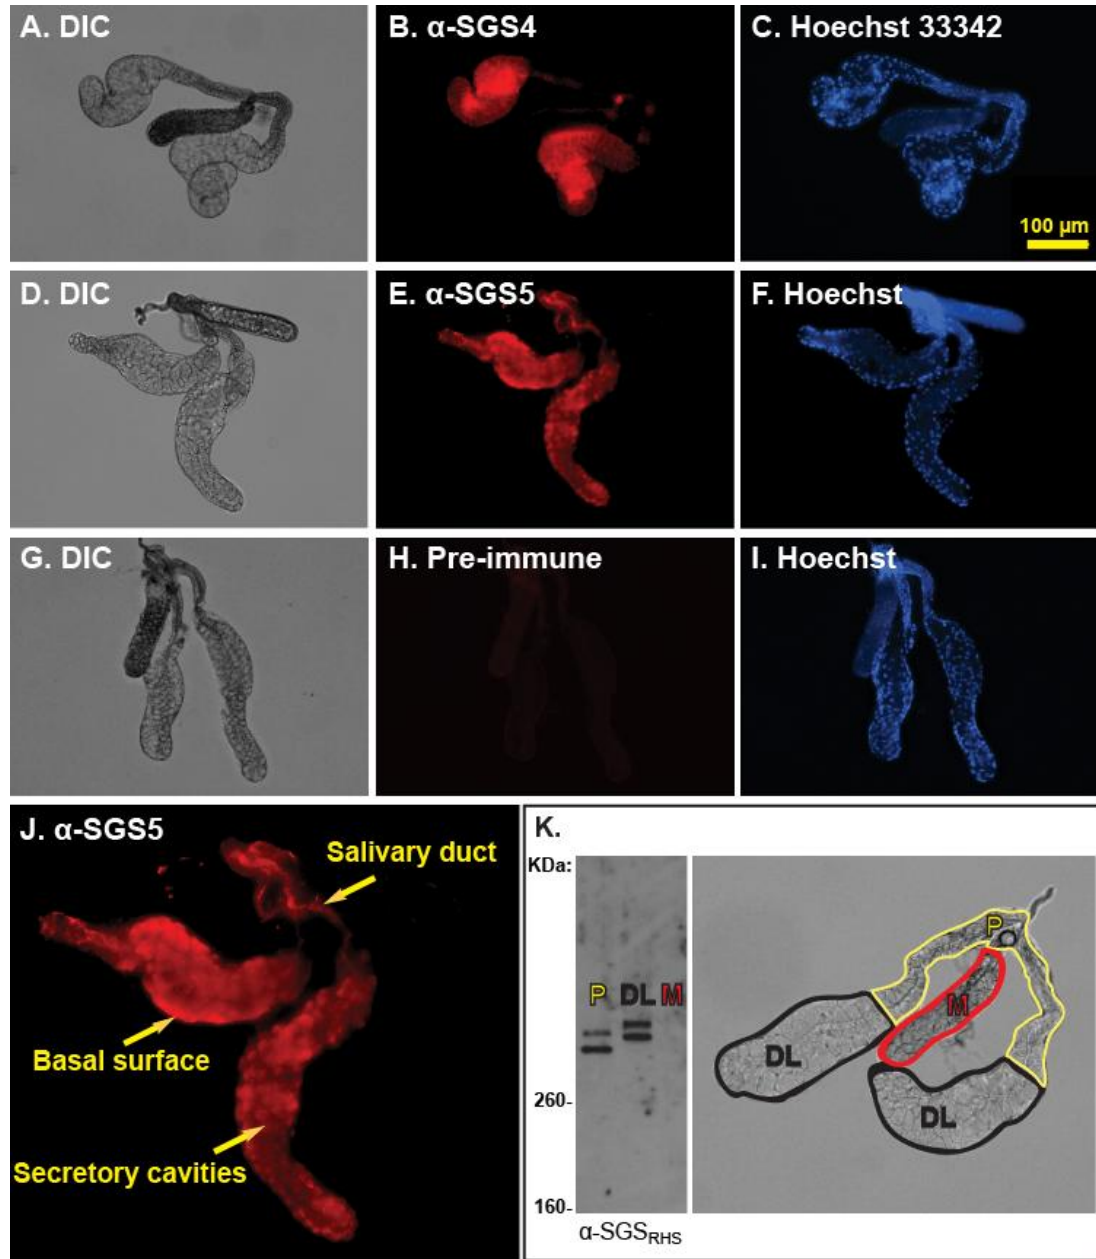 A. DIC
B. α-SGS4
C. Hoechst 33342
100 µm
D. DIC
E. α-SGS5
F. Hoechst
G. DIC
H. Pre-immune
I. Hoechst
J. α-SGS5
Salivary duct
Basal surface
Secretory cavities
K.
KDa:
P DL M
260-
160-
α-SGSRHS
P
M
DL
DL